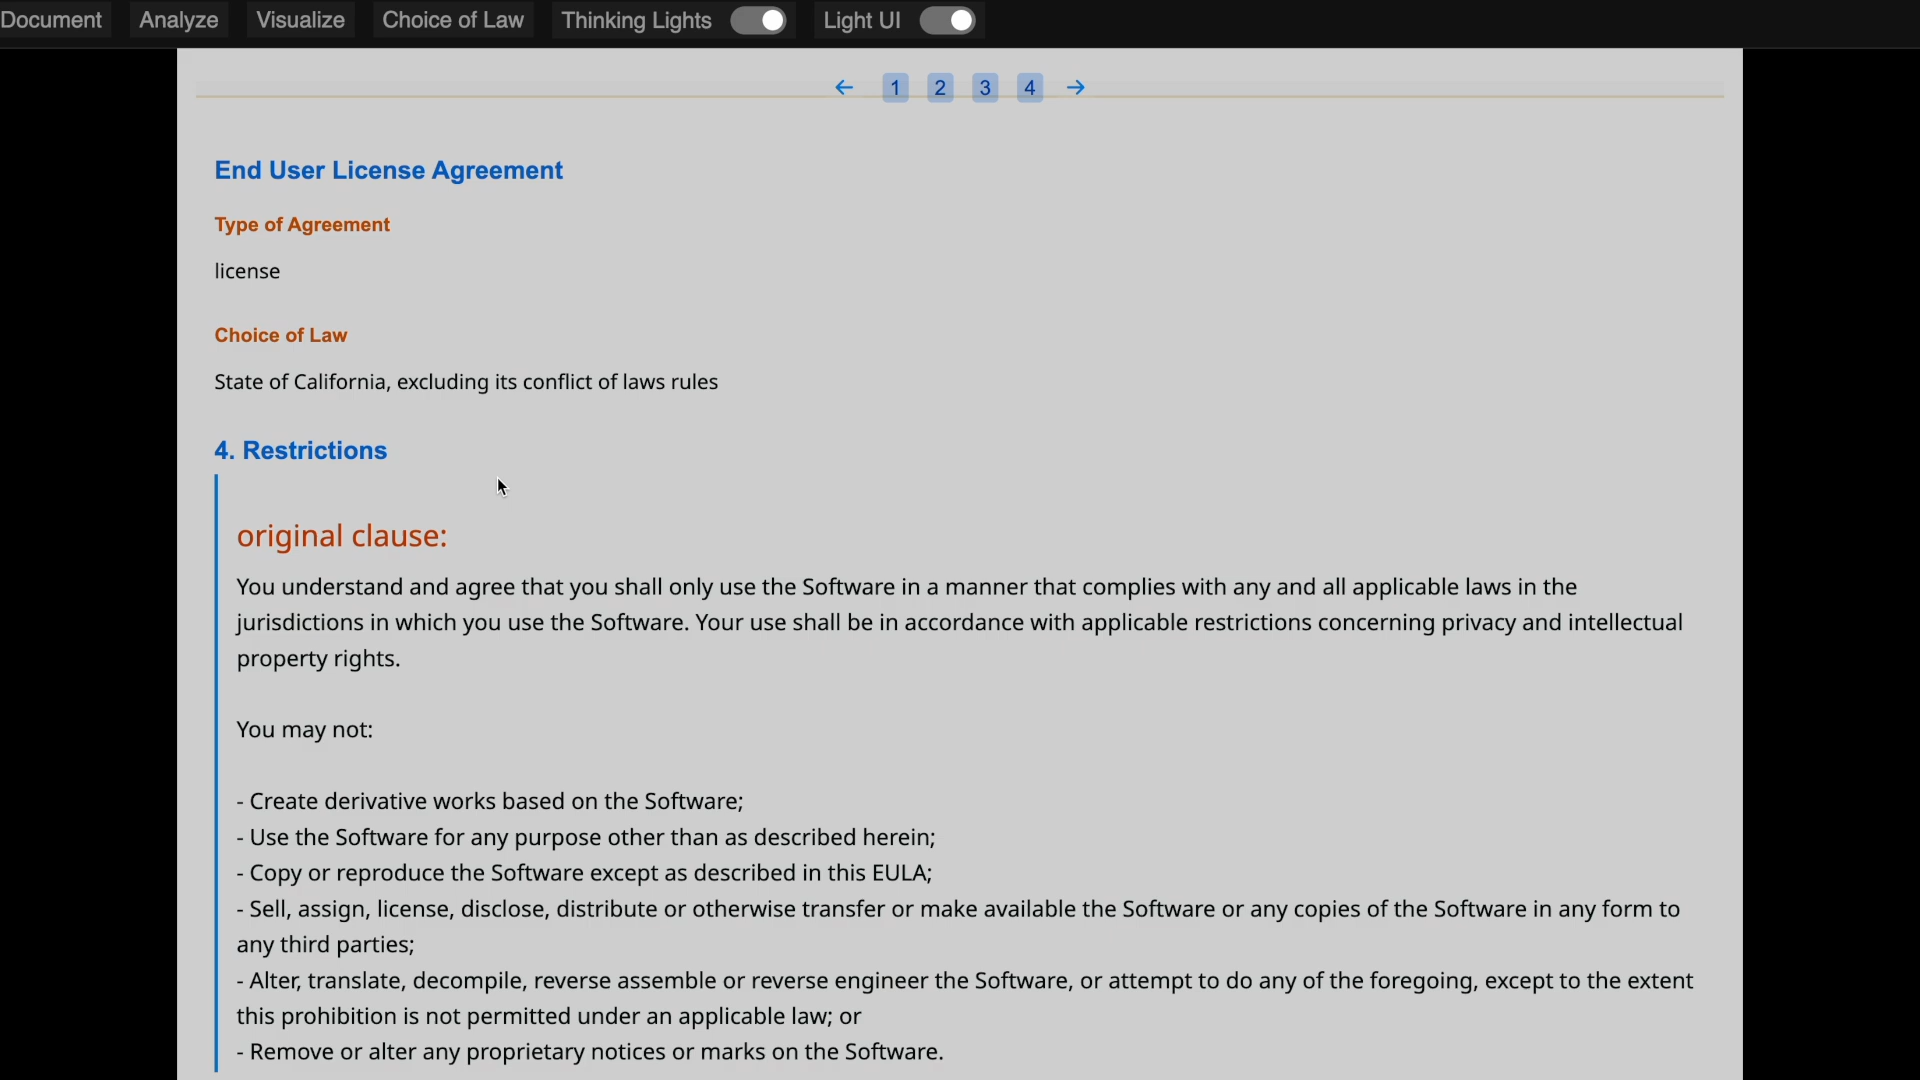 Document Analyze Visualize Choice of Law Thinking Lights Light UI
← 1 2 3 4 →
End User License Agreement
Type of Agreement
license
Choice of Law
State of California, excluding its conflict of laws rules
4. Restrictions
original clause:
You understand and agree that you shall only use the Software in a manner that complies with any and all applicable laws in the
jurisdictions in which you use the Software. Your use shall be in accordance with applicable restrictions concerning privacy and intellectual
property rights.
You may not:
- Create derivative works based on the Software;
- Use the Software for any purpose other than as described herein;
- Copy or reproduce the Software except as described in this EULA;
- Sell, assign, license, disclose, distribute or otherwise transfer or make available the Software or any copies of the Software in any form to
any third parties;
- Alter, translate, decompile, reverse assemble or reverse engineer the Software, or attempt to do any of the foregoing, except to the extent
this prohibition is not permitted under an applicable law; or
- Remove or alter any proprietary notices or marks on the Software.